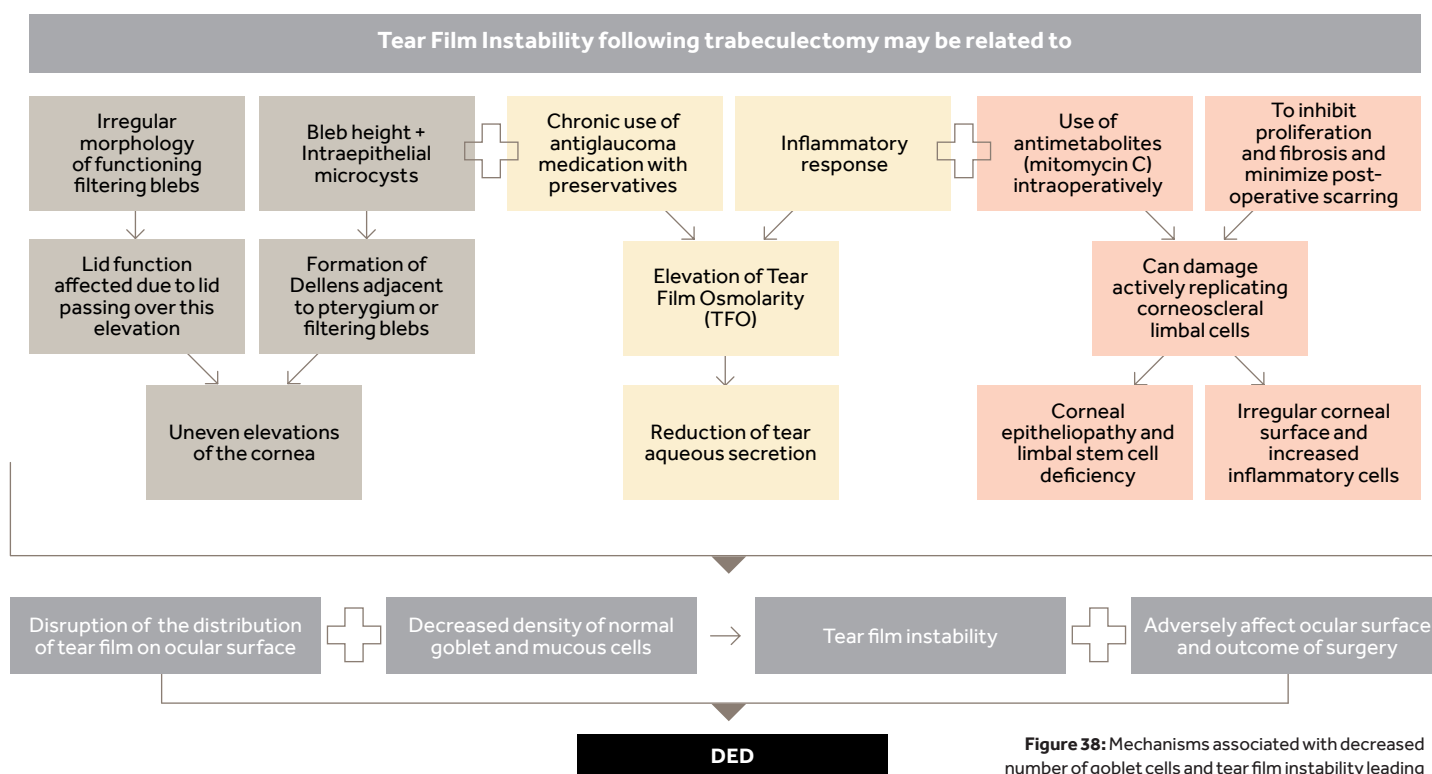 Tear Film Instability following trabeculectomy may be related to
Irregular
morphology
of functioning
filtering blebs
Bleb height +
Intraepithelial
microcysts
Chronic use of
antiglaucoma
medication with
preservatives
Inflammatory
response
Use of
antimetabolites
(mitomycin C)
intraoperatively
To inhibit
proliferation
and fibrosis and
minimize post-
operative scarring
Lid function
affected due to lid
passing over this
elevation
Formation of
Dellens adjacent
to pterygium or
filtering blebs
Elevation of Tear
Film Osmolarity
(TFO)
Can damage
actively replicating
corneoscleral
limbal cells
Uneven elevations
of the cornea
Reduction of tear
aqueous secretion
Corneal
epitheliopathy and
limbal stem cell
deficiency
Irregular corneal
surface and
increased
inflammatory cells
Disruption of the distribution
of tear film on ocular surface
Decreased density of normal
goblet and mucous cells
Tear film instability
Adversely affect ocular surface
and outcome of surgery
DED
Figure 38: Mechanisms associated with decreased
number of goblet cells and tear film instability leading